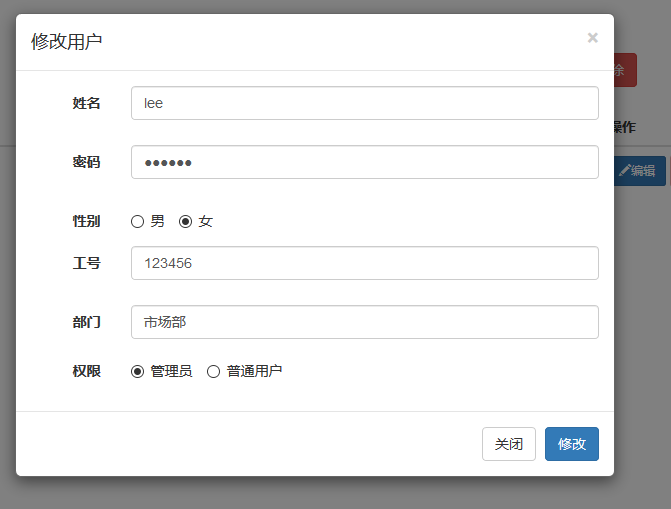 修改用户
×
除
姓名 lee
操作
密码 ●●●●●●
编辑
性别 男 女
工号 123456
部门 市场部
权限 管理员 普通用户
关闭 修改